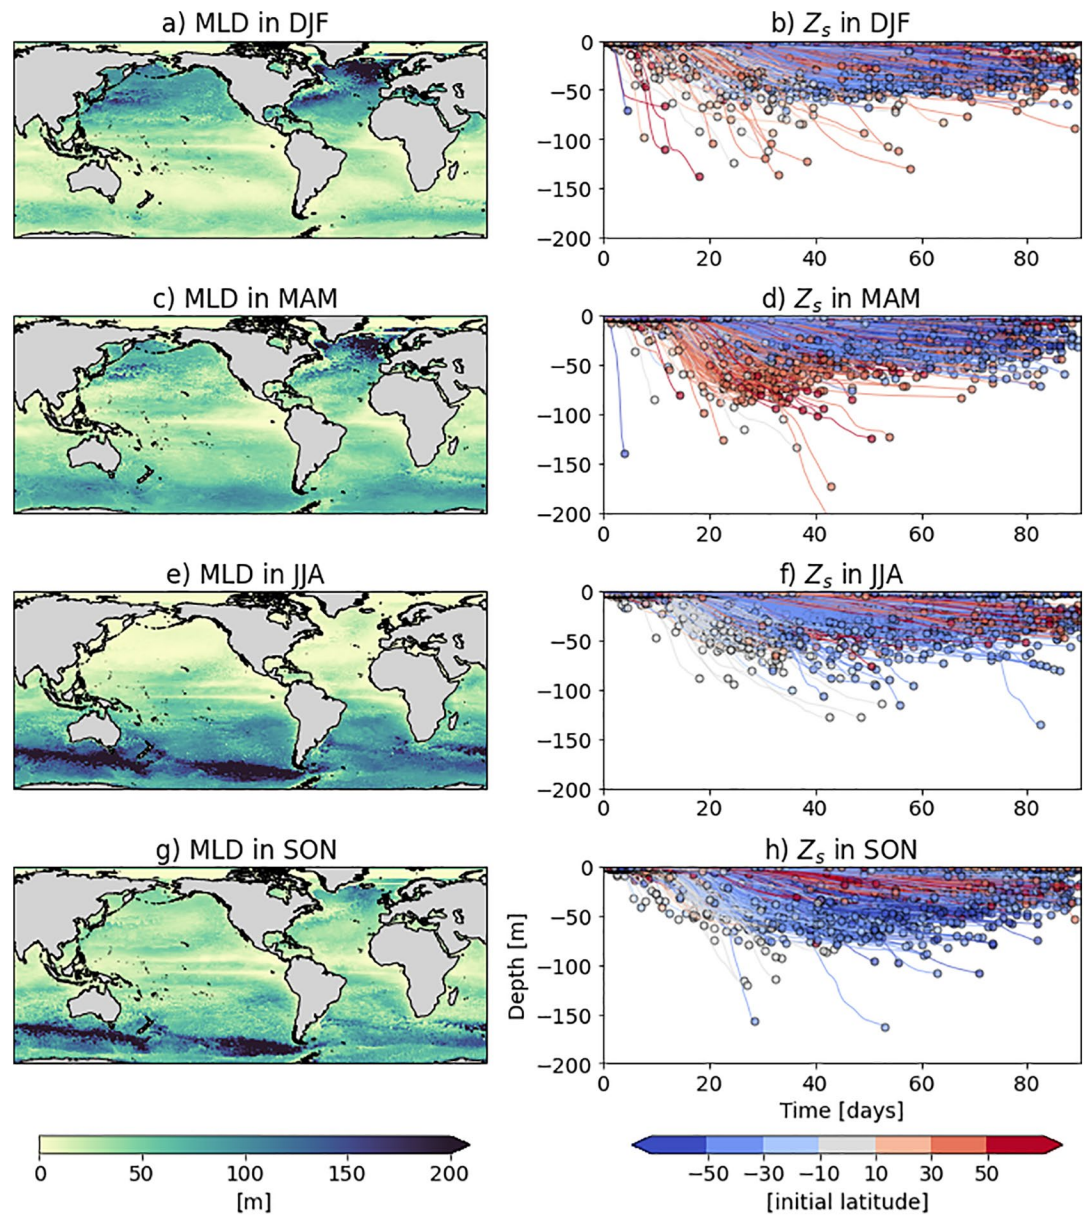 a) MLD in DJF
b) Zs in DJF
0
−50
−100
−150
−200
0 20 40 60 80
c) MLD in MAM
d) Zs in MAM
0
−50
−100
−150
−200
0 20 40 60 80
e) MLD in JJA
f) Zs in JJA
0
−50
−100
−150
−200
0 20 40 60 80
g) MLD in SON
h) Zs in SON
Depth [m]
0
−50
−100
−150
−200
0 20 40 60 80
Time [days]
0 50 100 150 200
[m]
−50 −30 −10 10 30 50
[initial latitude]